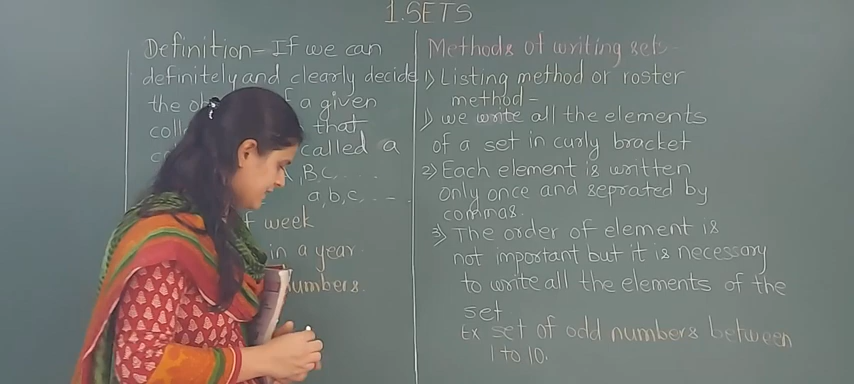 1. SETS
Definition - If we can
definitely and clearly decide
the of a given
that
called a
A, B, C, . . .
a, b, c, . - -
week
in a year.
numbers.
Methods of writing sets -
1) Listing method or roster
method -
1) we write all the elements
of a set in curly bracket
2) Each element is written
only once and seprated by
commas.
3) The order of element is
not important but it is necessary
to write all the elements of the
set
Ex set of odd numbers between
1 to 10.